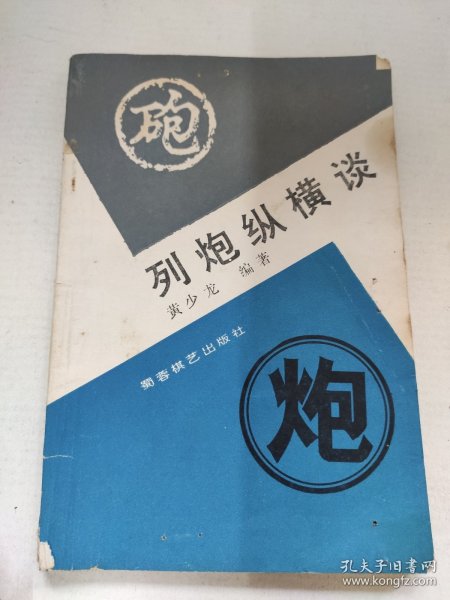 砲
列炮纵横谈
黄少龙 编著
蜀蓉棋艺出版社
炮
孔夫子旧书网
www.kongfz.com